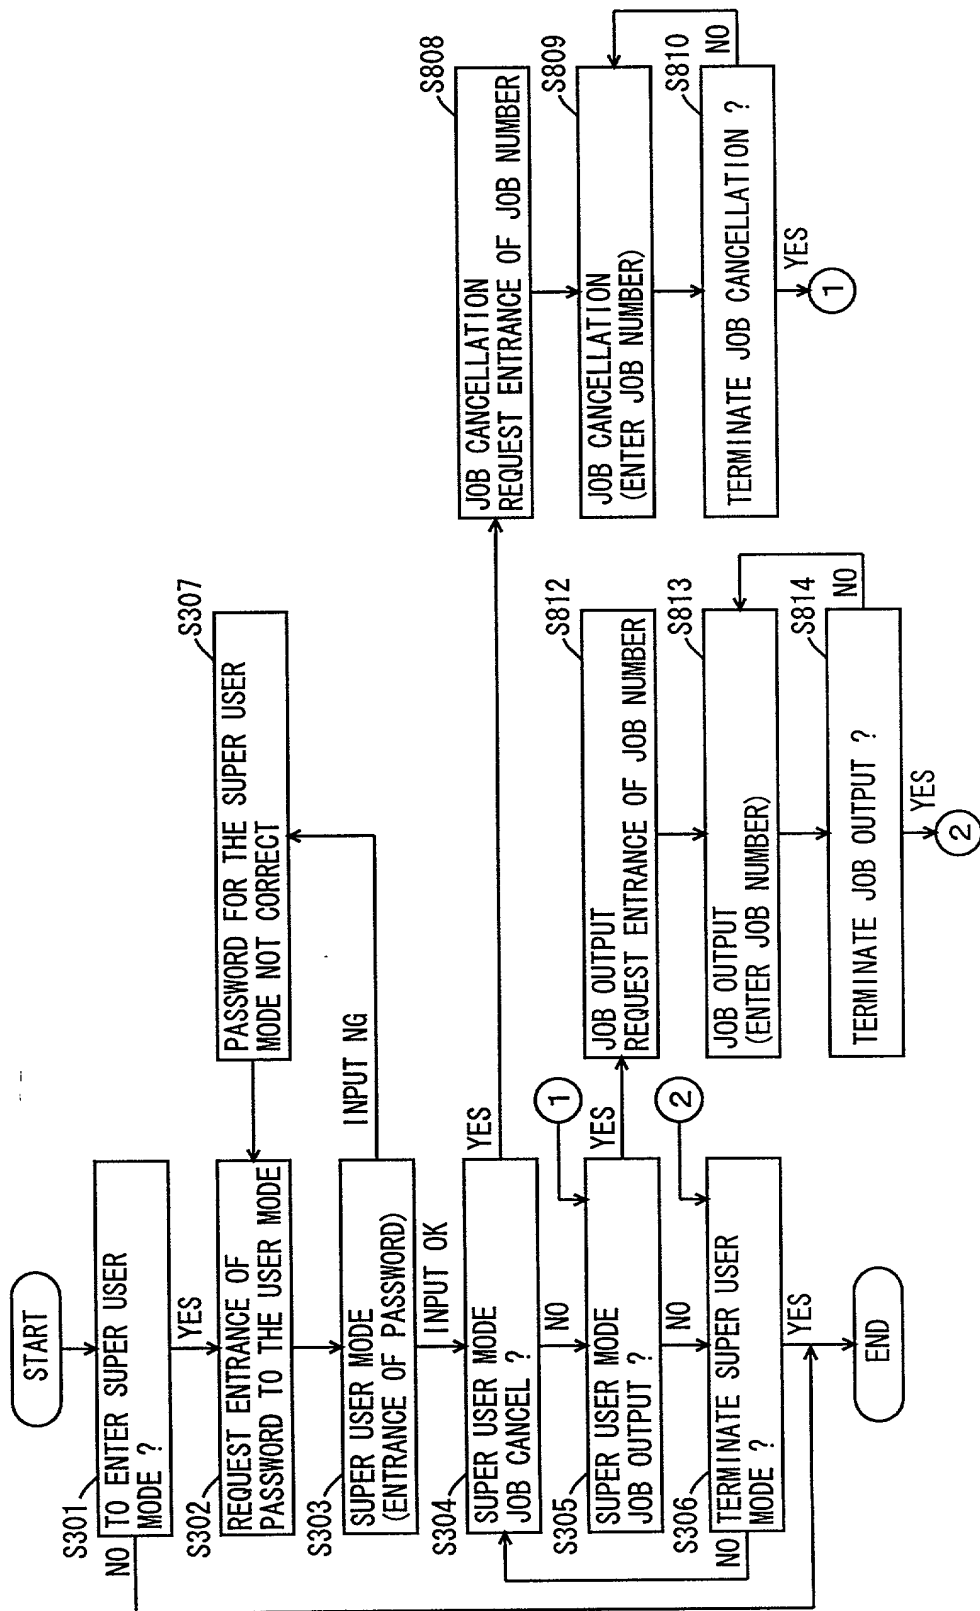 START
S301
TO ENTER SUPER USER
MODE ?
NO
YES
S302
REQUEST ENTRANCE OF
PASSWORD TO THE USER MODE
S307
PASSWORD FOR THE SUPER USER
MODE NOT CORRECT
S303
SUPER USER MODE
(ENTRANCE OF PASSWORD)
INPUT NG
INPUT OK
S304
SUPER USER MODE
JOB CANCEL ?
YES
NO
S305
SUPER USER MODE
JOB OUTPUT ?
1
YES
NO
S306
TERMINATE SUPER USER
MODE ?
2
NO
YES
END
S812
JOB OUTPUT
REQUEST ENTRANCE OF JOB NUMBER
S813
JOB OUTPUT
(ENTER JOB NUMBER)
S814
TERMINATE JOB OUTPUT ?
NO
YES
2
S808
JOB CANCELLATION
REQUEST ENTRANCE OF JOB NUMBER
S809
JOB CANCELLATION
(ENTER JOB NUMBER)
S810
TERMINATE JOB CANCELLATION ?
NO
YES
1